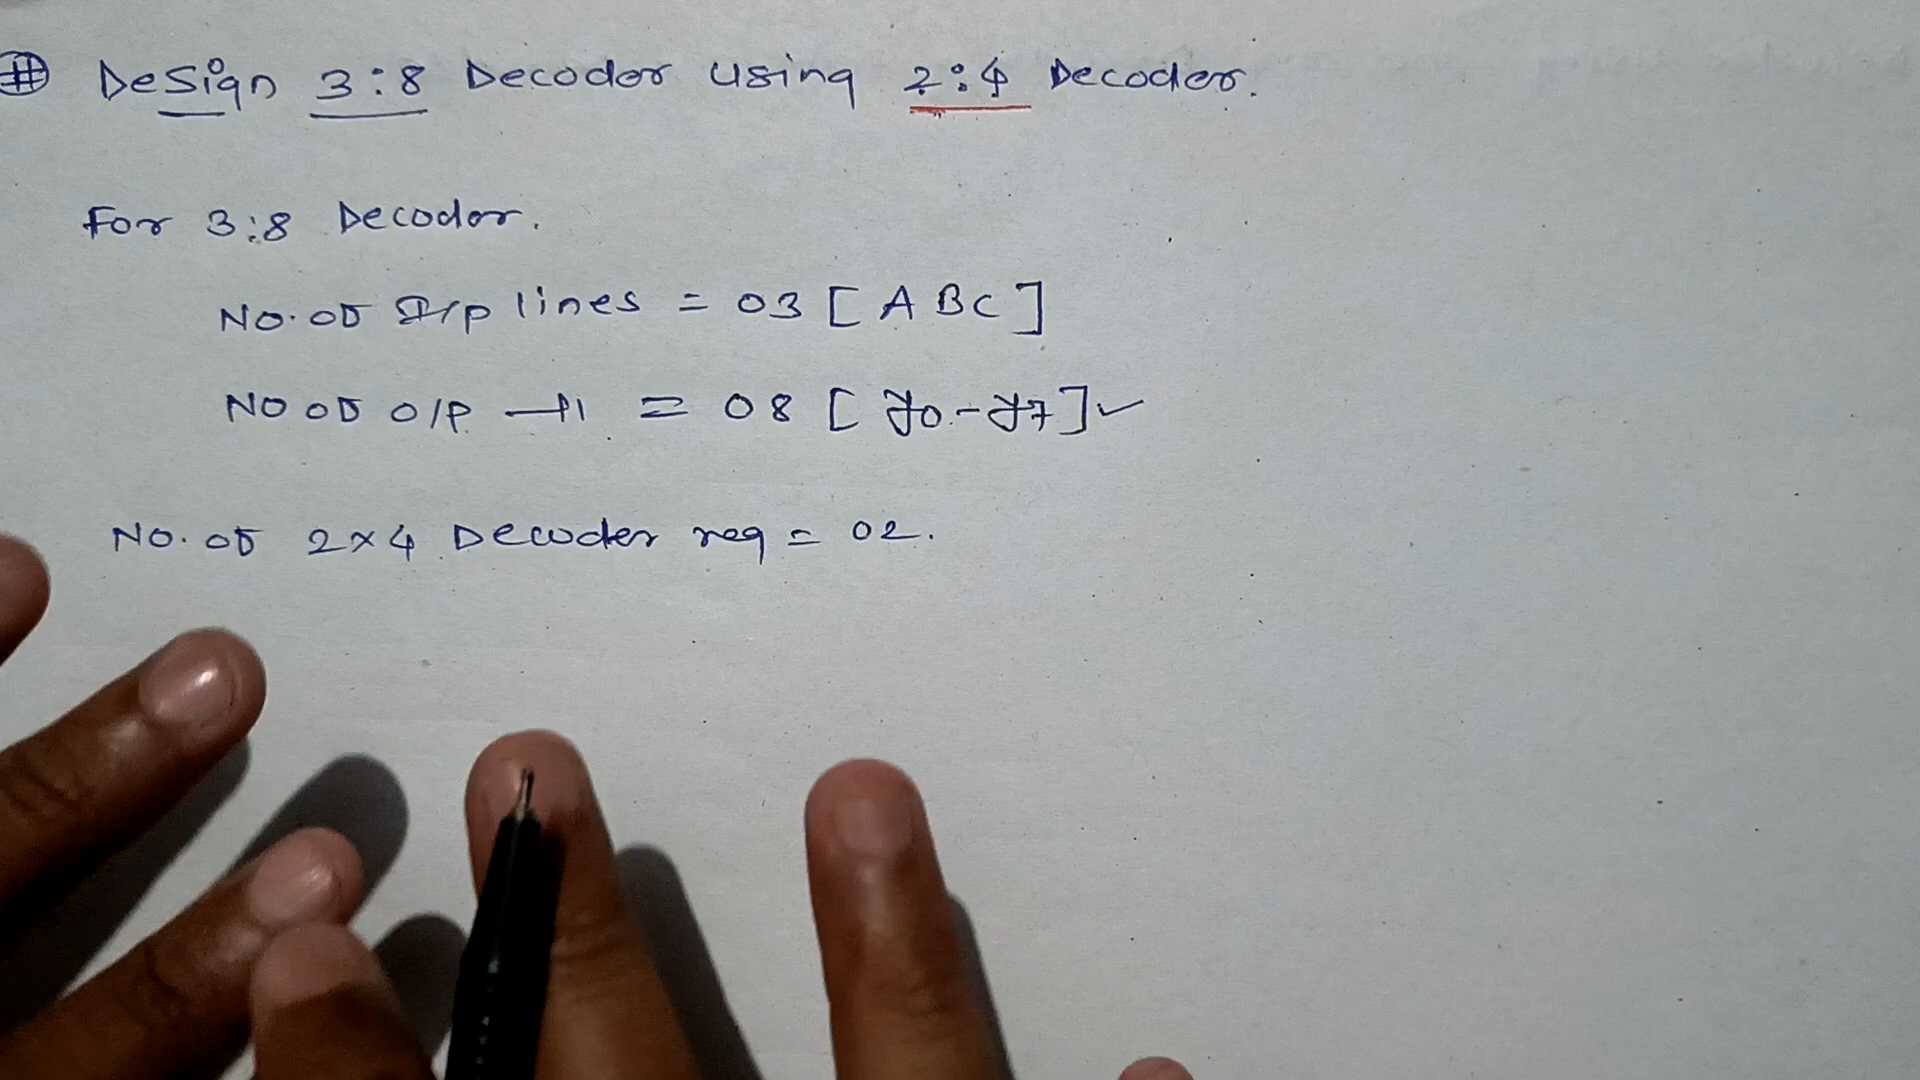 # Design 3:8 Decoder using 2:4 Decoder.
For 3:8 Decoder.
No. of I/p lines = 03 [ A B C ]
No of O/P —11 = 08 [ y0 - y7 ] ✓
No. of 2x4 Decoder req = 02.